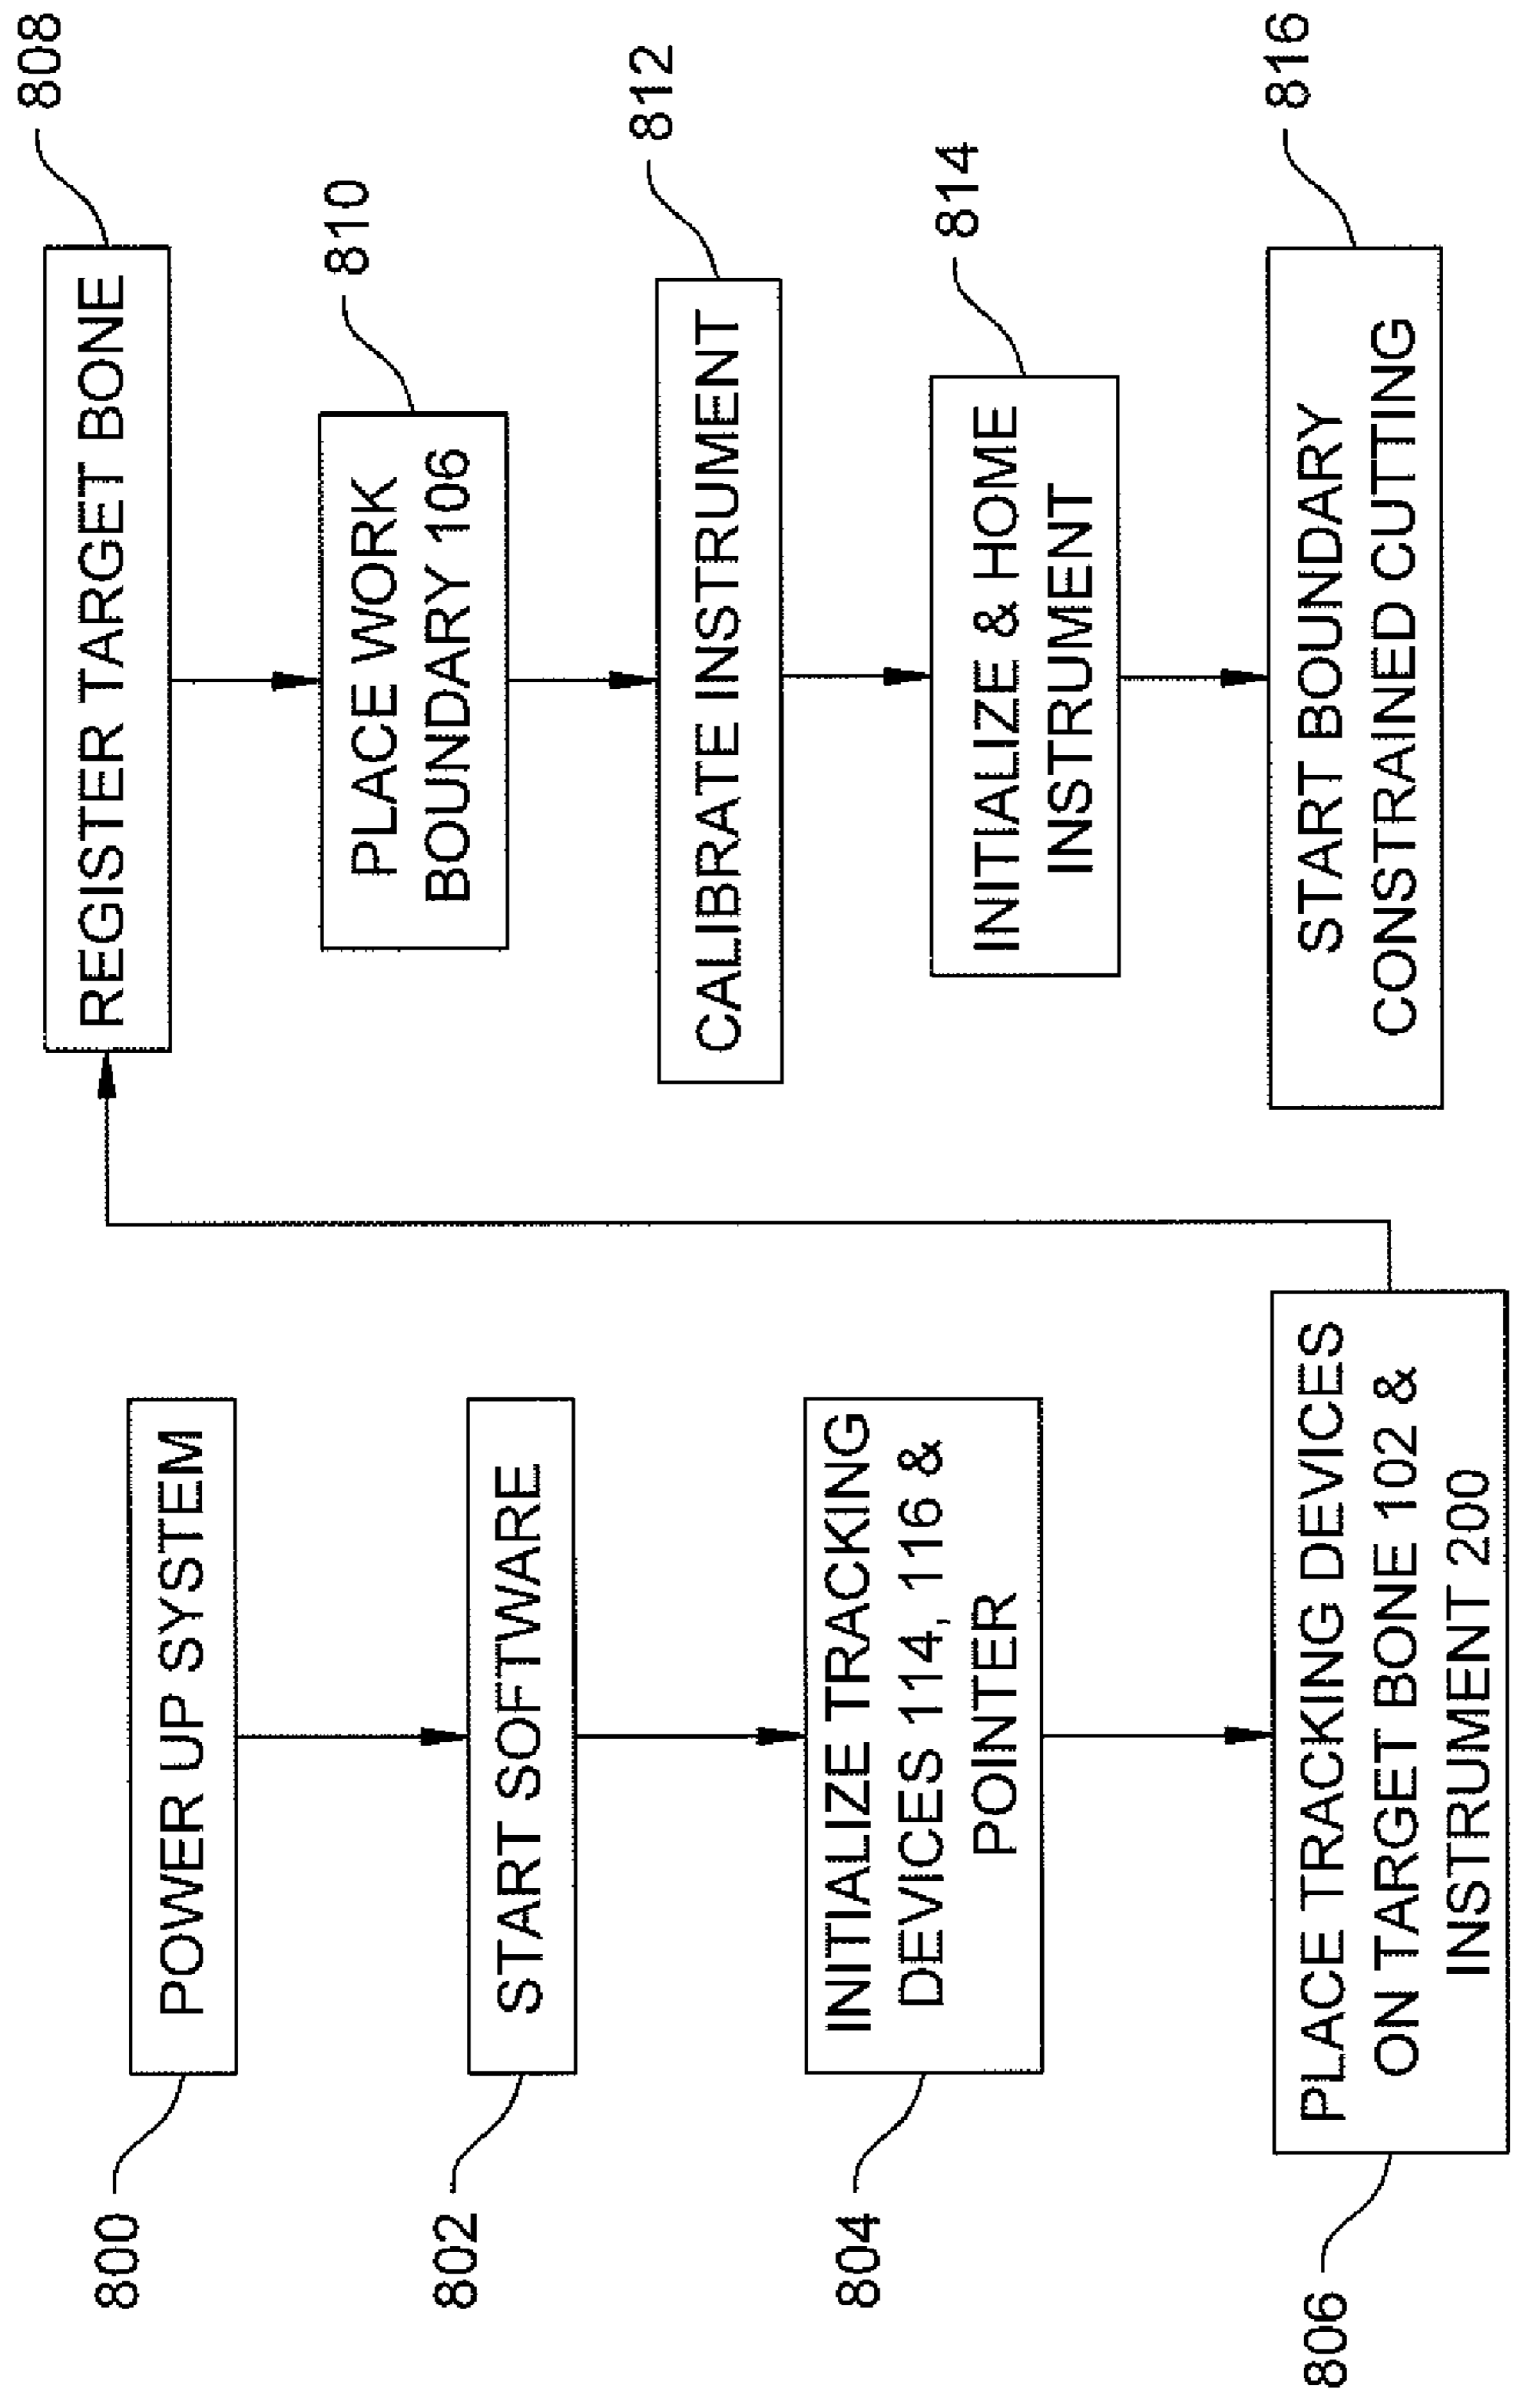 800
POWER UP SYSTEM
802
START SOFTWARE
804
INITIALIZE TRACKING
DEVICES 114, 116 &
POINTER
806
PLACE TRACKING DEVICES
ON TARGET BONE 102 &
INSTRUMENT 200
REGISTER TARGET BONE
808
PLACE WORK
BOUNDARY 106
810
CALIBRATE INSTRUMENT
812
INITIALIZE & HOME
INSTRUMENT
814
START BOUNDARY
CONSTRAINED CUTTING
816